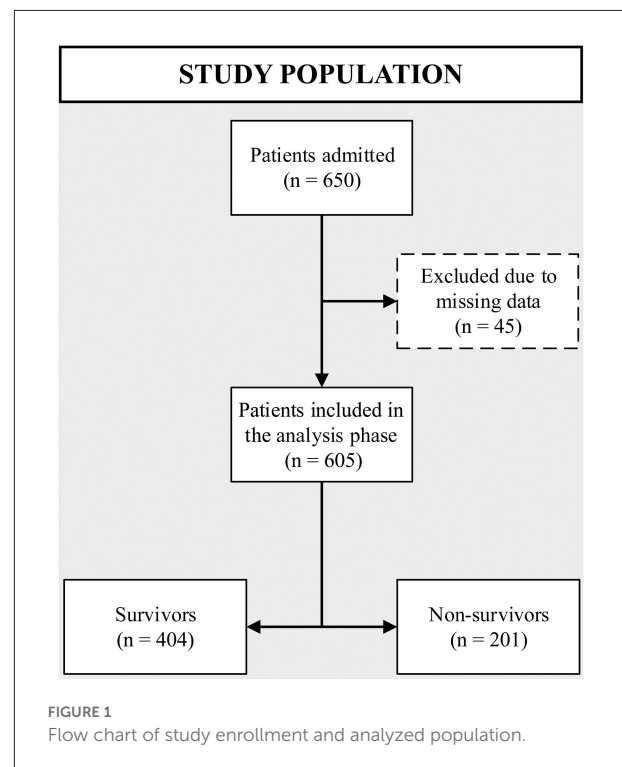 STUDY POPULATION
Patients admitted
(n = 650)
Excluded due to
missing data
(n = 45)
Patients included in
the analysis phase
(n = 605)
Survivors
(n = 404)
Non-survivors
(n = 201)
FIGURE 1
Flow chart of study enrollment and analyzed population.